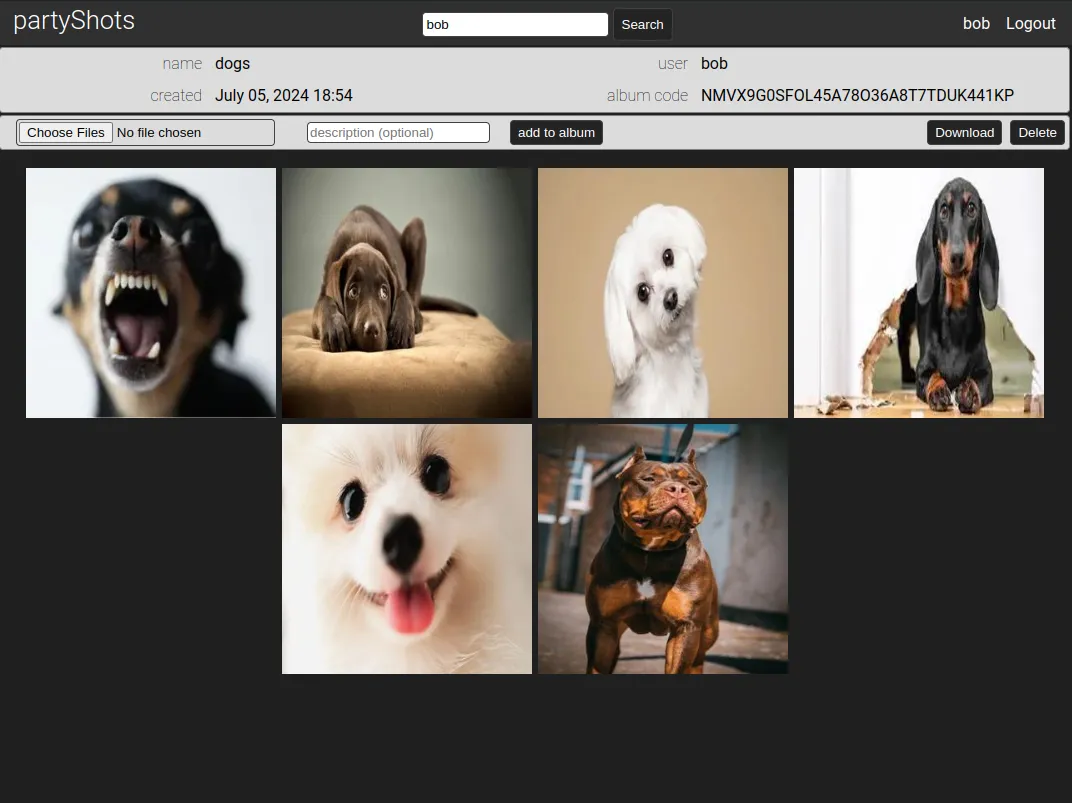 partyShots bob Search bob Logout
name dogs user bob
created July 05, 2024 18:54 album code NMVX9G0SFOL45A78O36A8T7TDUK441KP
Choose Files No file chosen description (optional) add to album Download Delete